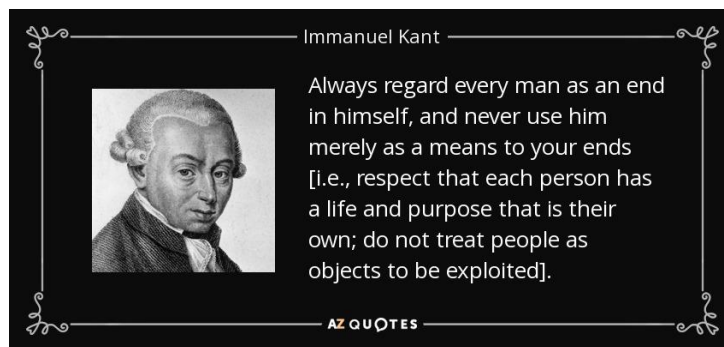 Immanuel Kant
Always regard every man as an end
in himself, and never use him
merely as a means to your ends
[i.e., respect that each person has
a life and purpose that is their
own; do not treat people as
objects to be exploited].
AZ QUOTES